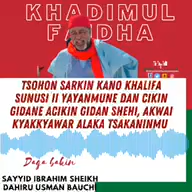 KHADIMUL
FAIDHA
TSOHON SARKIN KANO KHALIFA
SUNUSI II YAYANMUNE DAN CIKIN
GIDANE ACIKIN GIDAN SHEHI, AKWAI
KYAKKYAWAR ALAKA TSAKANINMU
Daga bakin
SAYYID IBRAHIM SHEIKH
DAHIRU USMAN BAUCHI